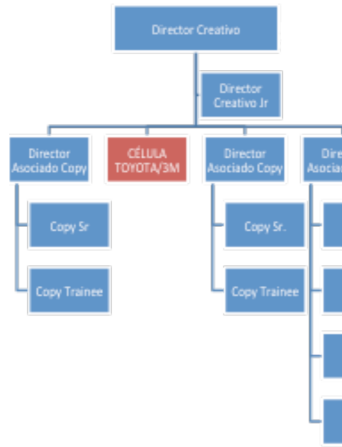 Director Creativo
Director
Creativo Jr
Director
Asociado Copy
CÉLULA
TOYOTA/3M
Director
Asociado Copy
Copy Sr
Copy Trainee
Copy Sr.
Copy Trainee